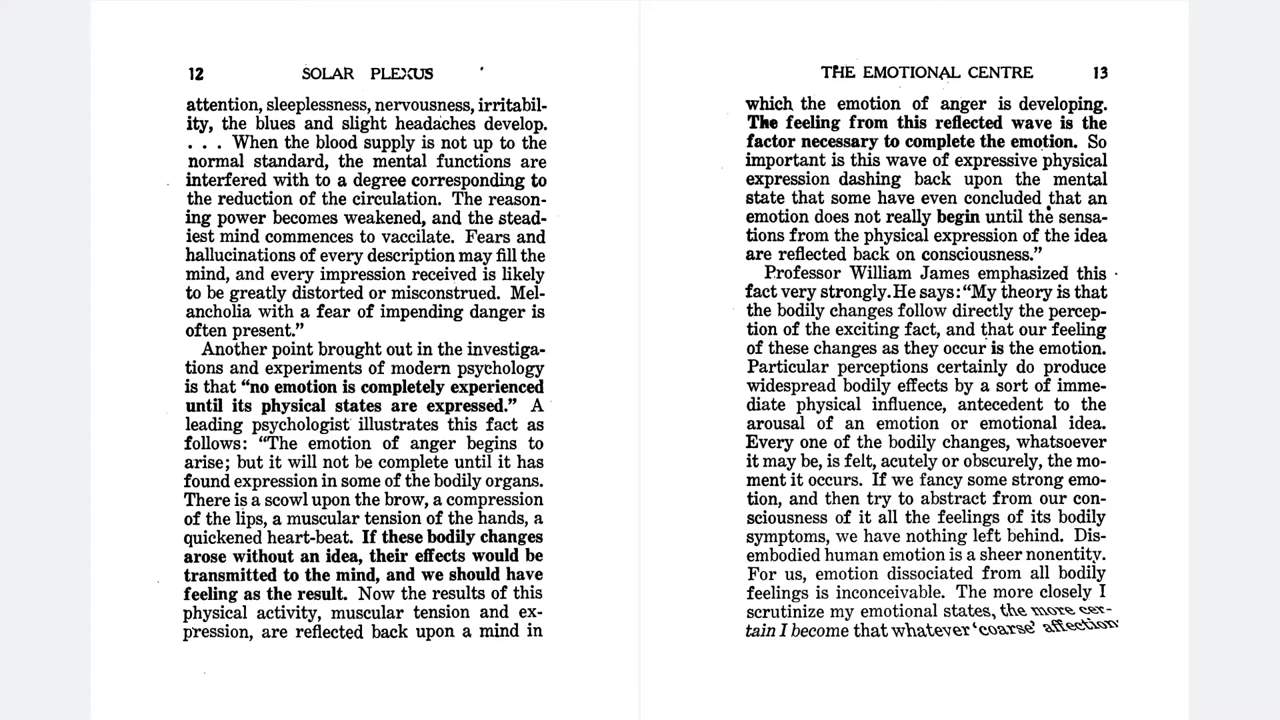 12 SOLAR PLEXUS
attention, sleeplessness, nervousness, irritabil-
ity, the blues and slight headaches develop.
. . . When the blood supply is not up to the
normal standard, the mental functions are
interfered with to a degree corresponding to
the reduction of the circulation. The reason-
ing power becomes weakened, and the stead-
iest mind commences to vaccilate. Fears and
hallucinations of every description may fill the
mind, and every impression received is likely
to be greatly distorted or misconstrued. Mel-
ancholia with a fear of impending danger is
often present.”
Another point brought out in the investiga-
tions and experiments of modern psychology
is that “no emotion is completely experienced
until its physical states are expressed.” A
leading psychologist illustrates this fact as
follows: “The emotion of anger begins to
arise; but it will not be complete until it has
found expression in some of the bodily organs.
There is a scowl upon the brow, a compression
of the lips, a muscular tension of the hands, a
quickened heart-beat. If these bodily changes
arose without an idea, their effects would be
transmitted to the mind, and we should have
feeling as the result. Now the results of this
physical activity, muscular tension and ex-
pression, are reflected back upon a mind in
THE EMOTIONAL CENTRE 13
which the emotion of anger is developing.
The feeling from this reflected wave is the
factor necessary to complete the emotion. So
important is this wave of expressive physical
expression dashing back upon the mental
state that some have even concluded that an
emotion does not really begin until the sensa-
tions from the physical expression of the idea
are reflected back on consciousness.”
Professor William James emphasized this
fact very strongly. He says: “My theory is that
the bodily changes follow directly the percep-
tion of the exciting fact, and that our feeling
of these changes as they occur is the emotion.
Particular perceptions certainly do produce
widespread bodily effects by a sort of imme-
diate physical influence, antecedent to the
arousal of an emotion or emotional idea.
Every one of the bodily changes, whatsoever
it may be, is felt, acutely or obscurely, the mo-
ment it occurs. If we fancy some strong emo-
tion, and then try to abstract from our con-
sciousness of it all the feelings of its bodily
symptoms, we have nothing left behind. Dis-
embodied human emotion is a sheer nonentity.
For us, emotion dissociated from all bodily
feelings is inconceivable. The more closely I
scrutinize my emotional states, the more cer-
tain I become that whatever ‘coarse’ affection